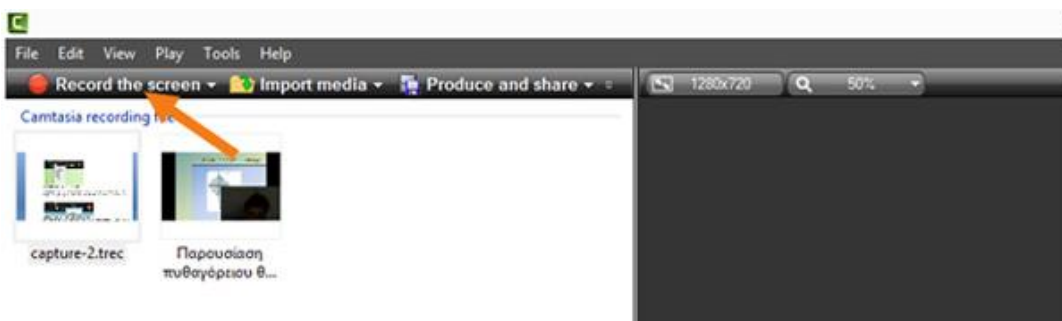 File Edit View Play Tools Help
Record the screen Import media Produce and share 1280x720 50%
Camtasia recording
capture-2.trec Παρουσίαση
πυθαγόρειου θ...